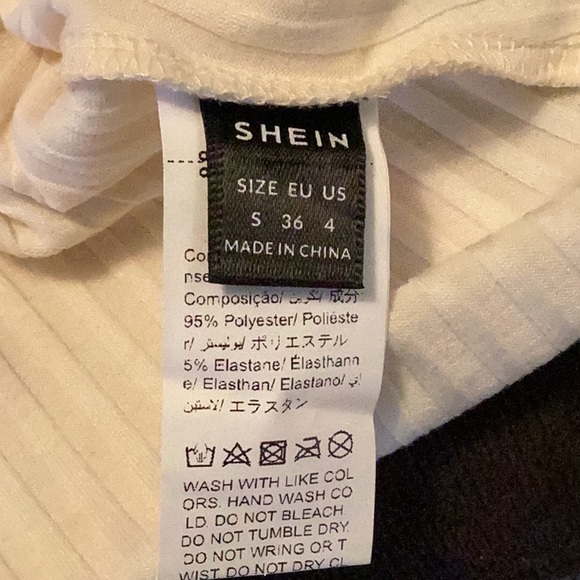 SHEIN
SIZE EU US
S 36 4
MADE IN CHINA
Composição/ تكوين/ 成分
95% Polyester/ Poliéste
r/ بوليستر/ ポリエステル
5% Elastane/ Élasthann
e/ Elasthan/ Elastano/
الاستين/ エラスタン
WASH WITH LIKE COL
ORS. HAND WASH CO
LD. DO NOT BLEACH.
DO NOT TUMBLE DRY.
DO NOT WRING OR T
WIST DO NOT DRY CL